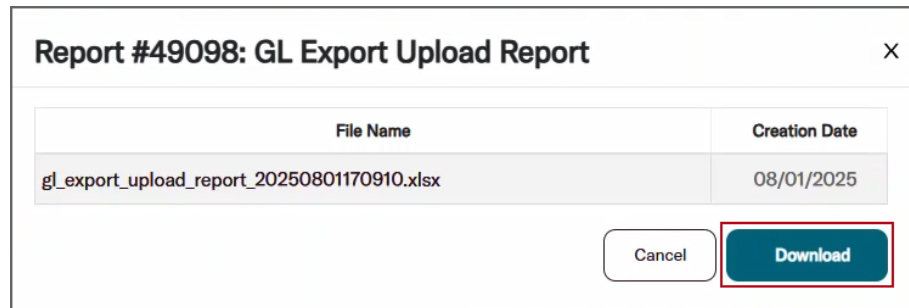 Report #49098: GL Export Upload Report X
File Name Creation Date
gl_export_upload_report_20250801170910.xlsx 08/01/2025
Cancel Download